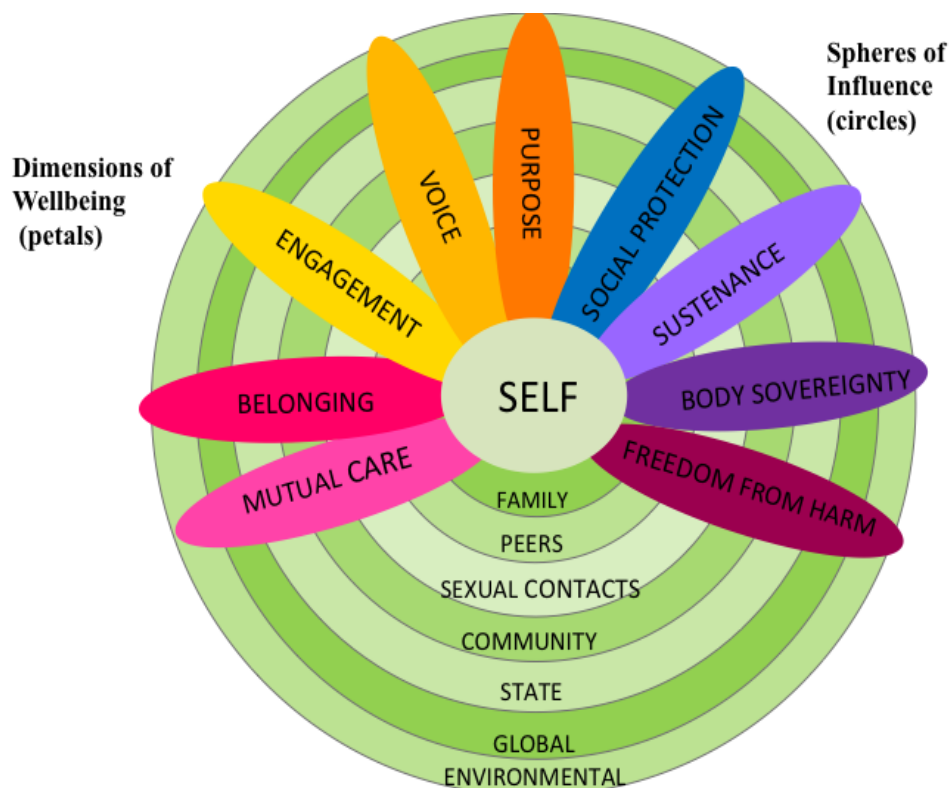 Spheres of
Influence
(circles)
Dimensions of
Wellbeing
(petals)
MUTUAL CARE
BELONGING
ENGAGEMENT
VOICE
PURPOSE
SOCIAL PROTECTION
SUSTENANCE
BODY SOVEREIGNTY
FREEDOM FROM HARM
SELF
FAMILY
PEERS
SEXUAL CONTACTS
COMMUNITY
STATE
GLOBAL
ENVIRONMENTAL